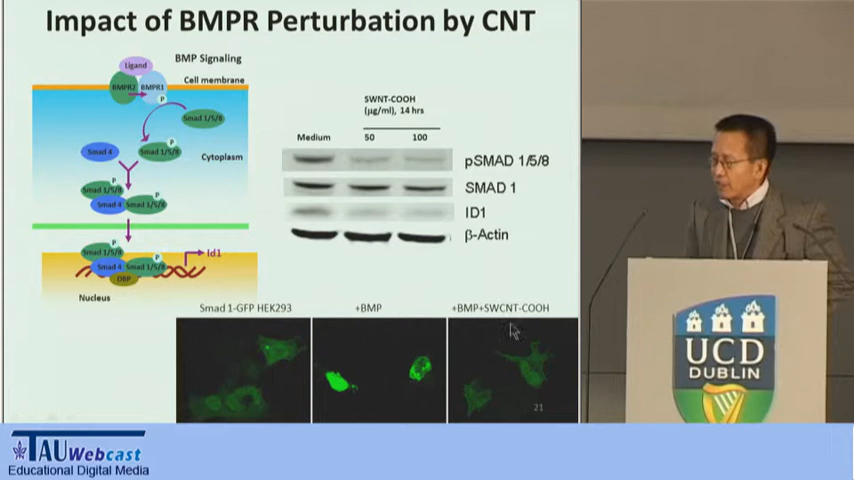 Impact of BMPR Perturbation by CNT
BMP Signaling
Ligand
Cell membrane
BMPR2
BMPR1
P
Smad 1/5/8
P
Smad 4
Smad 1/5/8
Cytoplasm
P
Smad 1/5/8
P
Smad 4
Smad 1/5/8
P
Smad 1/5/8
Id1
P
Smad 4
Smad 1/5/8
DBP
Nucleus
SWNT-COOH
(µg/ml), 14 hrs
Medium
50
100
pSMAD 1/5/8
SMAD 1
ID1
β-Actin
Smad 1-GFP HEK293
+BMP
+BMP+SWCNT-COOH
21
UCD
DUBLIN
TAU Webcast
Educational Digital Media